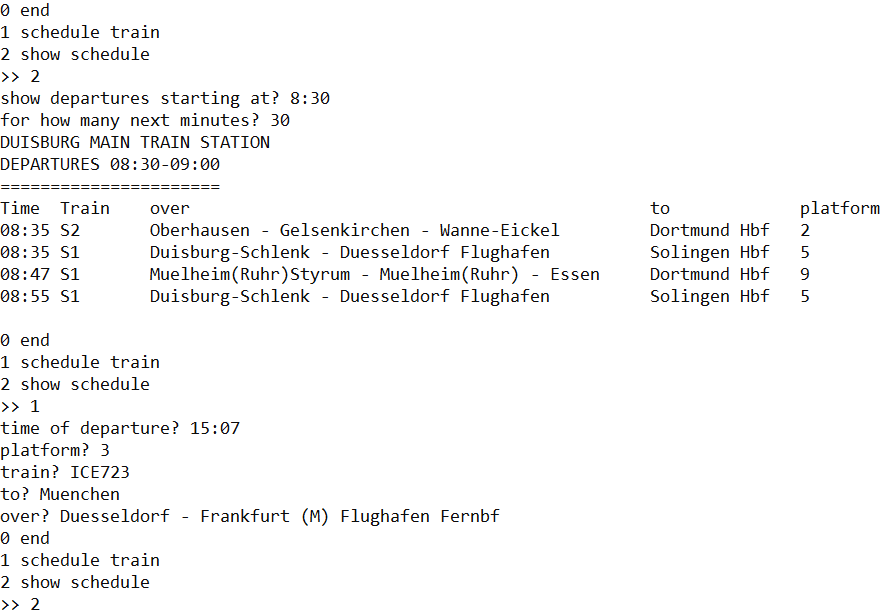 0 end
1 schedule train
2 show schedule
>> 2
show departures starting at? 8:30
for how many next minutes? 30
DUISBURG MAIN TRAIN STATION
DEPARTURES 08:30-09:00
======================
Time  Train    over                                              to             platform
08:35 S2       Oberhausen - Gelsenkirchen - Wanne-Eickel         Dortmund Hbf   2
08:35 S1       Duisburg-Schlenk - Duesseldorf Flughafen          Solingen Hbf   5
08:47 S1       Muelheim(Ruhr)Styrum - Muelheim(Ruhr) - Essen     Dortmund Hbf   9
08:55 S1       Duisburg-Schlenk - Duesseldorf Flughafen          Solingen Hbf   5

0 end
1 schedule train
2 show schedule
>> 1
time of departure? 15:07
platform? 3
train? ICE723
to? Muenchen
over? Duesseldorf - Frankfurt (M) Flughafen Fernbf
0 end
1 schedule train
2 show schedule
>> 2